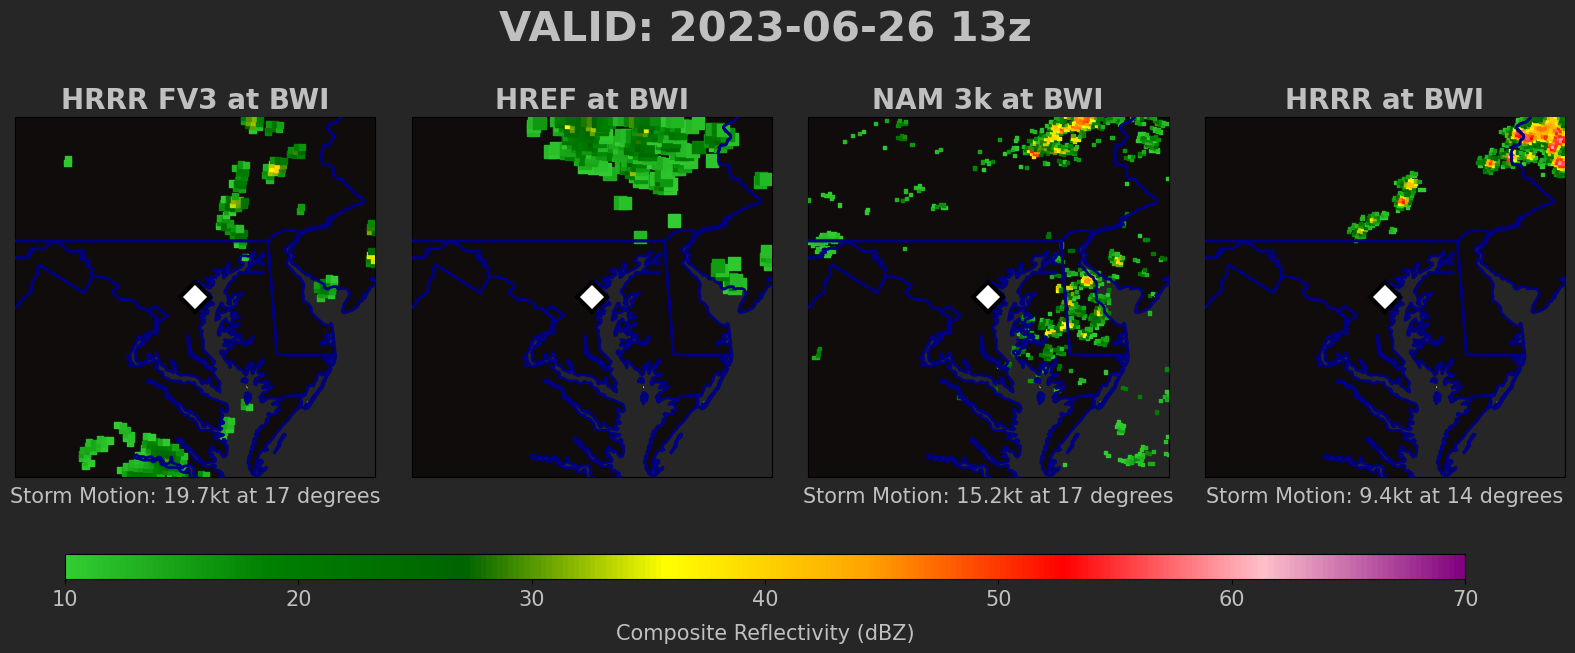 VALID: 2023-06-26 13z
HRRR FV3 at BWI
HREF at BWI
NAM 3k at BWI
HRRR at BWI
Storm Motion: 19.7kt at 17 degrees
Storm Motion: 15.2kt at 17 degrees
Storm Motion: 9.4kt at 14 degrees
10 20 30 40 50 60 70
Composite Reflectivity (dBZ)